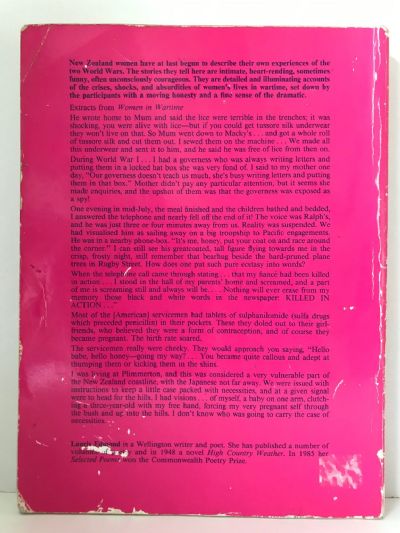 New Zealand women have at last begun to describe their own experiences of the
two World Wars. The stories they tell here are intimate, heart-rending, sometimes
funny, often unconsciously courageous. They are detailed and illuminating accounts
of the crises, shocks, and absurdities of women's lives in wartime, set down by
the participants with a moving honesty and a fine sense of the dramatic.
Extracts from Women in Wartime
He wrote home to Mum and said the lice were terrible in the trenches; it was
shocking, you were alive with lice—but if you could get tussore silk underwear
they won't live on that. So Mum went down to Macky's . . . and got a whole roll
of tussore silk and cut them out. I sewed them on the machine . . . We made all
this underwear and sent it to him, and he said he was free of lice from then on.
During World War I . . . I had a governess who was always writing letters and
putting them in a locked hat box she was very fond of. I said to my mother one
day, "Our governess doesn't teach us much, she's busy writing letters and putting
them in that box." Mother didn't pay any particular attention, but it seems she
made enquiries, and the upshot of them was that the governess was exposed as
a spy!
One evening in mid-July, the meal finished and the children bathed and bedded,
I answered the telephone and nearly fell off the end of it! The voice was Ralph's,
and he was just three or four minutes away from us. Reality was suspended. We
had visualised him as sailing away on a big troopship to Pacific engagements.
He was in a nearby phone-box. "It's me, honey, put your coat on and race around
the corner." I can still see his greatcoated, tall figure flying towards me in the
crisp, frosty night, still remember that bearhug beside the hard-pruned plane
trees in Rugby Street. How does one put such pure ecstasy into words?
When the telephone call came through stating . . . that my fiancé had been killed
in action . . . I stood in the hall of my parents' home and screamed, and a part
of me is screaming still and always will be. . . . Nothing will ever erase from my
memory those black and white words in the newspaper: KILLED IN
ACTION . . ."
Most of the [American] servicemen had tablets of sulphanilomide (sulfa drugs
which preceded penicillin) in their pockets. These they doled out to their girl-
friends, who believed they were a form of contraception, and of course they
became pregnant. The birth rate soared.
The servicemen really were cheeky. They would approach you saying, "Hello
babe, hello honey—going my way? . . . You became quite callous and adept at
thumping them or kicking them in the shins.
I was living at Plimmerton, and this was considered a very vulnerable part of
the New Zealand coastline, with the Japanese not far away. We were issued with
instructions to keep a little case packed with necessities, and at a given signal
were to head for the hills. I had visions . . . of myself, a baby on one arm, clutch-
ing a three-year-old with my free hand, forcing my very pregnant self through
the bush and up into the hills. I don't know who was going to carry the case of
necessities.
Lauris Edmond is a Wellington writer and poet. She has published a number of
and in 1948 a novel High Country Weather. In 1985 her
Selected Poems won the Commonwealth Poetry Prize.